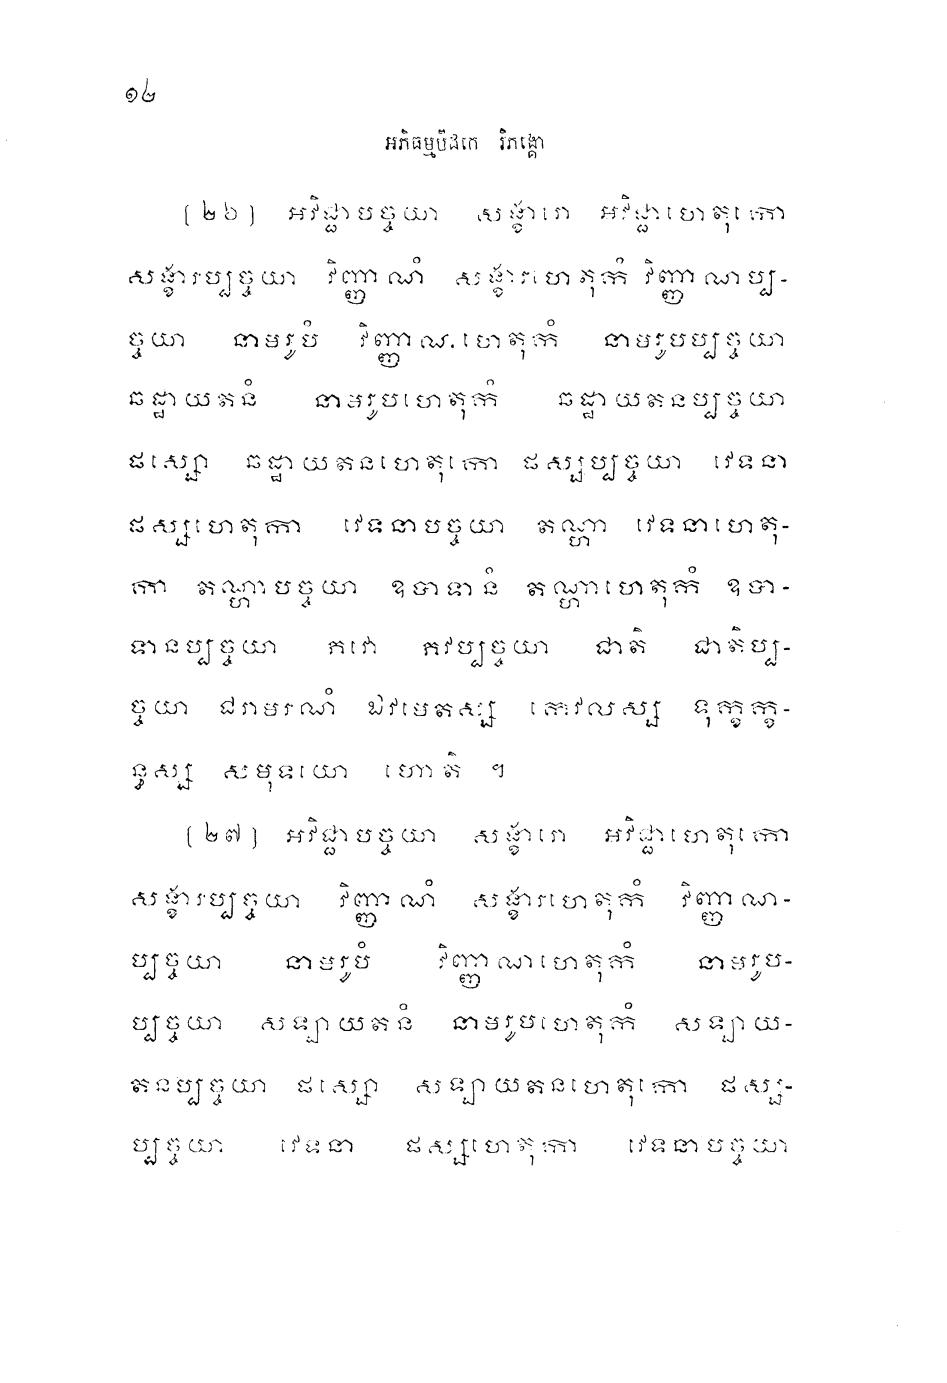 ១៤
អភិធម្មបិដកេ វិភង្គោ
[២៦] អវិជ្ជាបច្ចយា សង្ខារោ អវិជ្ជាហេតុកោ
សង្ខារប្បច្ចយា វិញ្ញាណំ សង្ខារហេតុកំ វិញ្ញាណប្ប-
ច្ចយា នាមរូបំ វិញ្ញាណហេតុកំ នាមរូបប្បច្ចយា
ឆដ្ឋាយតនំ នាមរូបហេតុកំ ឆដ្ឋាយតនប្បច្ចយា
ផស្សោ ឆដ្ឋាយតនហេតុកោ ផស្សប្បច្ចយា វេទនា
ផស្សហេតុកា វេទនាបច្ចយា តណ្ហា វេទនាហេតុ-
កា តណ្ហាបច្ចយា ឧបាទានំ តណ្ហាហេតុកំ ឧបា-
ទានប្បច្ចយា ភវោ ភវប្បច្ចយា ជាតិ ជាតិប្ប-
ច្ចយា ជរាមរណំ ឯវមេតស្ស កេវលស្ស ទុក្ខក្ខ-
ន្ធស្ស សមុទយោ ហោតិ ។
[២៧] អវិជ្ជាបច្ចយា សង្ខារោ អវិជ្ជាហេតុកោ
សង្ខារប្បច្ចយា វិញ្ញាណំ សង្ខារហេតុកំ វិញ្ញាណ-
ប្បច្ចយា នាមរូបំ វិញ្ញាណហេតុកំ នាមរូប-
ប្បច្ចយា សឡាយតនំ នាមរូបហេតុកំ សឡាយ-
តនប្បច្ចយា ផស្សោ សឡាយតនហេតុកោ ផស្ស-
ប្បច្ចយា វេទនា ផស្សហេតុកា វេទនាបច្ចយា